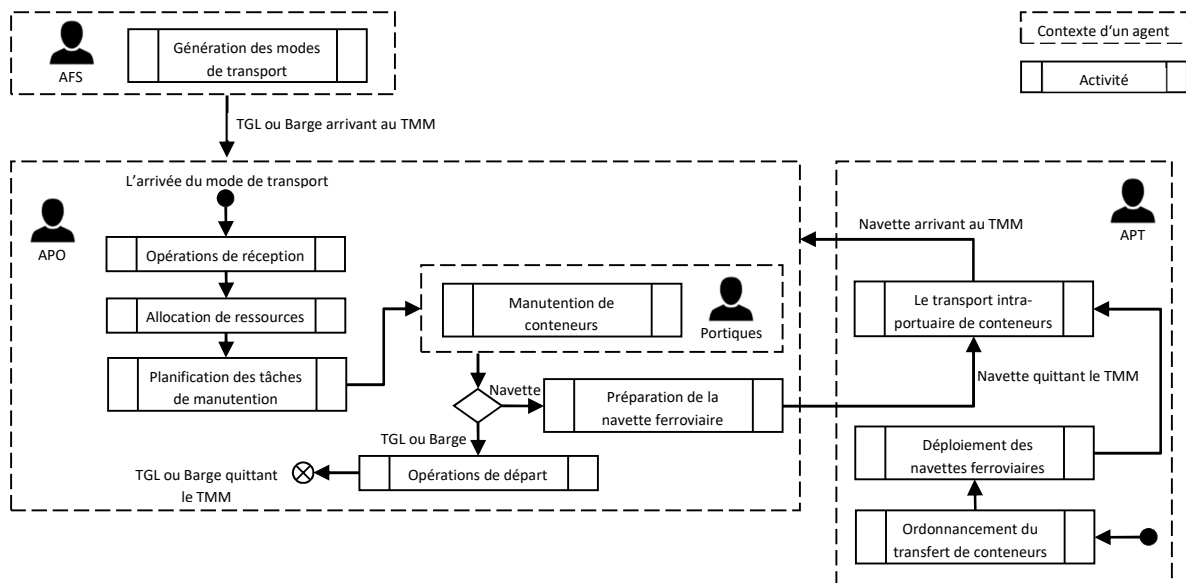 Génération des modes
de transport
AFS
Contexte d'un agent
Activité
TGL ou Barge arrivant au TMM
L'arrivée du mode de transport
APO
Opérations de réception
Allocation de ressources
Planification des tâches
de manutention
Manutention de
conteneurs
Portiques
Navette
Préparation de la
navette ferroviaire
TGL ou Barge
Opérations de départ
TGL ou Barge quittant
le TMM
APT
Navette arrivant au TMM
Le transport intra-
portuaire de conteneurs
Navette quittant le TMM
Déploiement des
navettes ferroviaires
Ordonnancement du
transfert de conteneurs